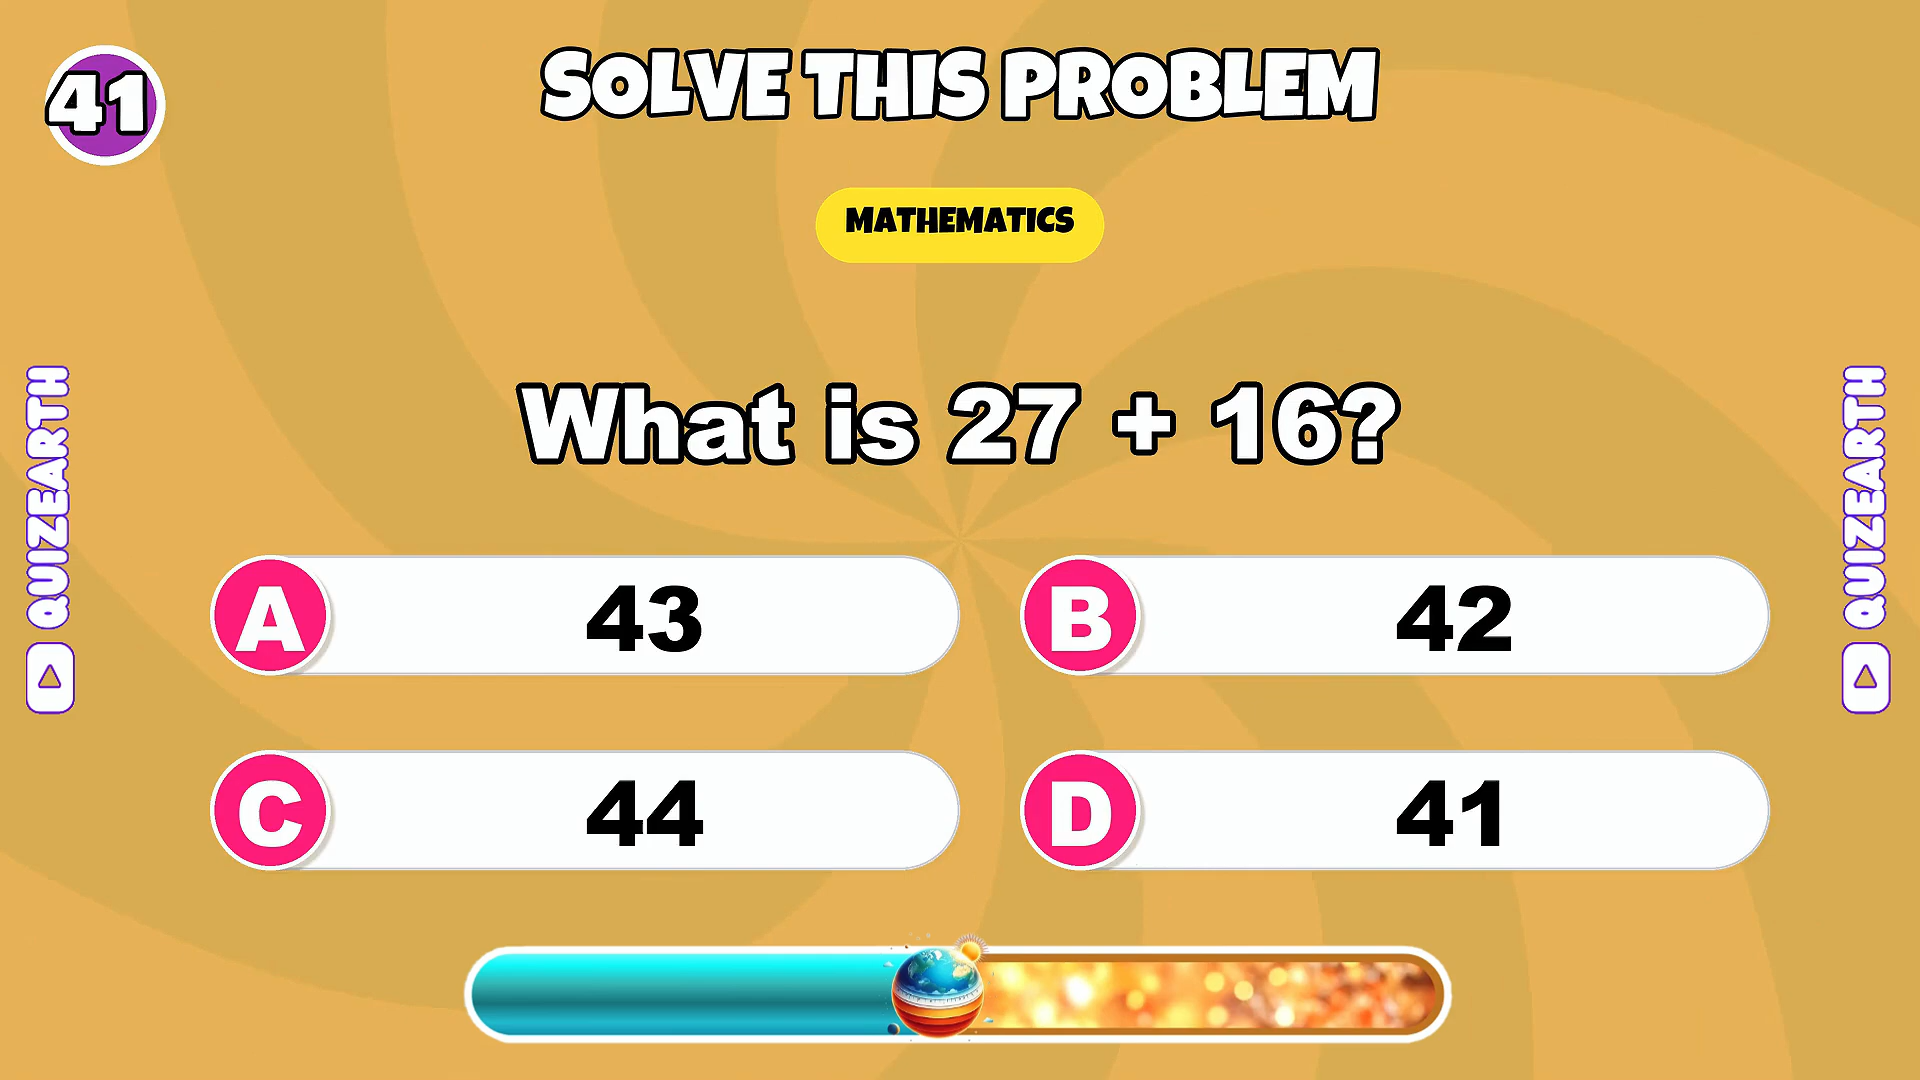 41
SOLVE THIS PROBLEM
MATHEMATICS
What is 27 + 16?
A 43
B 42
C 44
D 41
QUIZEARTH
QUIZEARTH